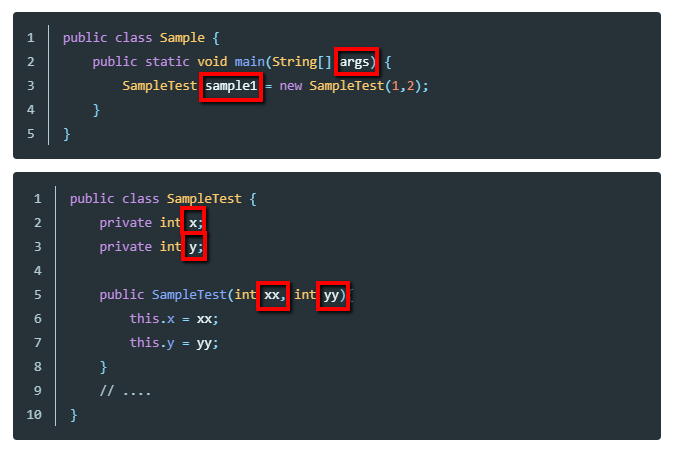 1 public class Sample {
2 public static void main(String[] args) {
3 SampleTest sample1 = new SampleTest(1,2);
4 }
5 }
1 public class SampleTest {
2 private int x;
3 private int y;
4
5 public SampleTest(int xx, int yy){
6 this.x = xx;
7 this.y = yy;
8 }
9 // ....
10 }